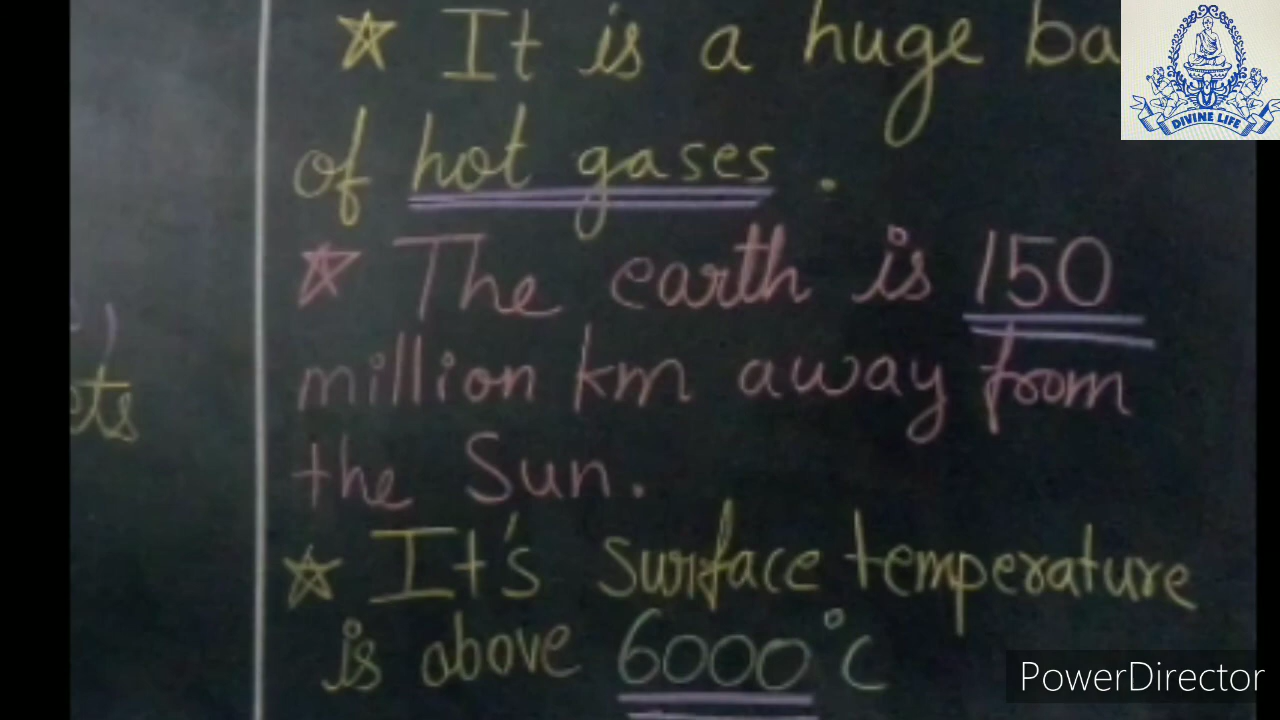 ☆ It is a huge ba
of hot gases.
☆ The earth is 150
million km away from
the Sun.
☆ It's surface temperature
is above 6000°C
ets
DIVINE LIFE
PowerDirector